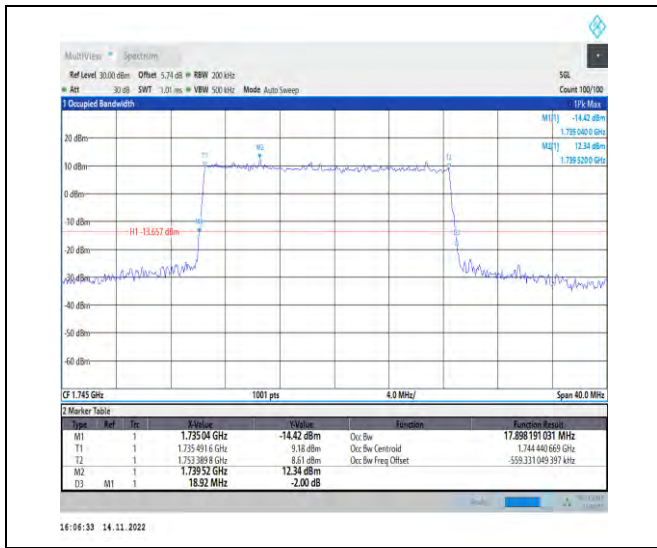 MultiView Spectrum
Ref Level 30.00 dBm Offset 5.74 dB RBW 200 kHz SGL
Att 30 dB SWT 1.01 ms VBW 500 kHz Mode Auto Sweep Count 100/100
1 Occupied Bandwidth 1Pk Max
M1[1] -14.42 dBm
1.735 040 0 GHz
M2[1] 12.34 dBm
1.739 520 0 GHz
20 dBm
M2
T1 T2
10 dBm
0 dBm
-10 dBm
M1
H1 -13.657 dBm
D3
-20 dBm
-30 dBm
-40 dBm
-50 dBm
-60 dBm
CF 1.745 GHz 1001 pts 4.0 MHz/ Span 40.0 MHz
2 Marker Table
Type Ref Trc X-Value Y-Value Function Function Result
M1 1 1.735 04 GHz -14.42 dBm Occ Bw 17.898 191 031 MHz
T1 1 1.735 491 6 GHz 9.18 dBm Occ Bw Centroid 1.744 440 669 GHz
T2 1 1.753 389 8 GHz 8.61 dBm Occ Bw Freq Offset -559.331 049 397 kHz
M2 1 1.739 52 GHz 12.34 dBm
D3 M1 1 18.92 MHz -2.00 dB
16:06:33 14.11.2022